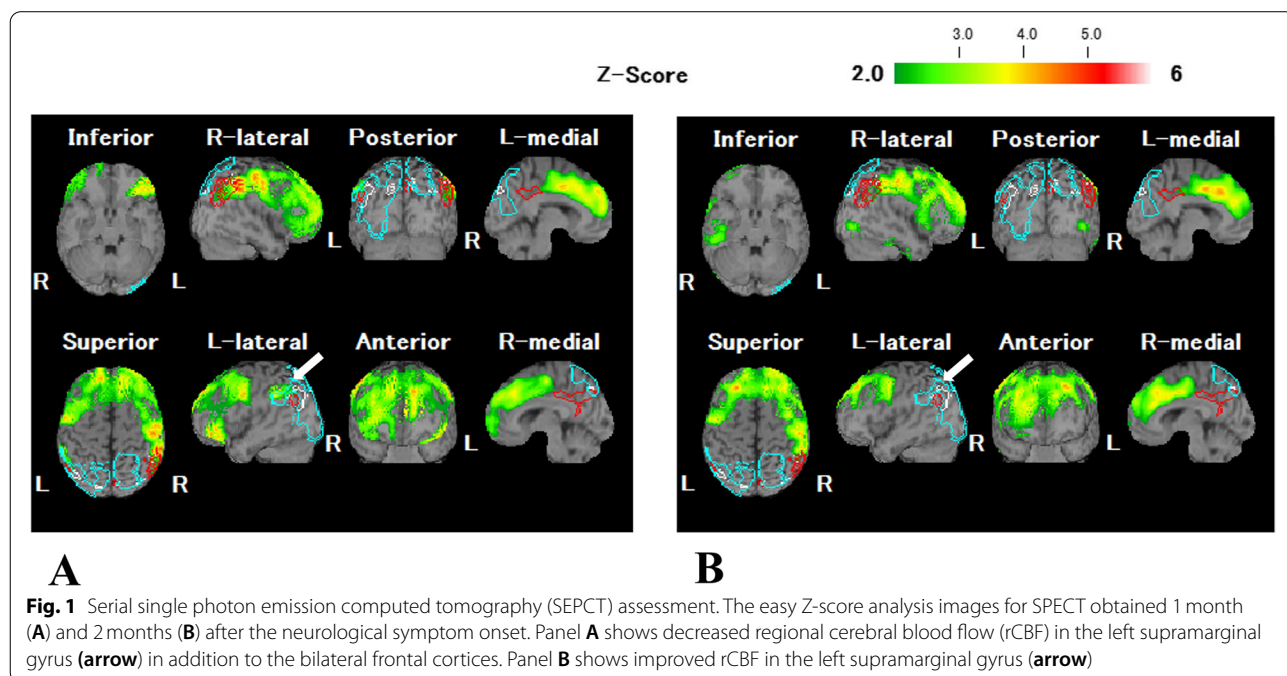 3.0 4.0 5.0
Z-Score 2.0 6
Inferior R-lateral Posterior L-medial
L
R
R L
Superior L-lateral Anterior R-medial
R
L
L R
Inferior R-lateral Posterior L-medial
L
R
R L
Superior L-lateral Anterior R-medial
R
L
L R
A
B
Fig. 1 Serial single photon emission computed tomography (SEPCT) assessment. The easy Z-score analysis images for SPECT obtained 1 month
(A) and 2 months (B) after the neurological symptom onset. Panel A shows decreased regional cerebral blood flow (rCBF) in the left supramarginal
gyrus (arrow) in addition to the bilateral frontal cortices. Panel B shows improved rCBF in the left supramarginal gyrus (arrow)